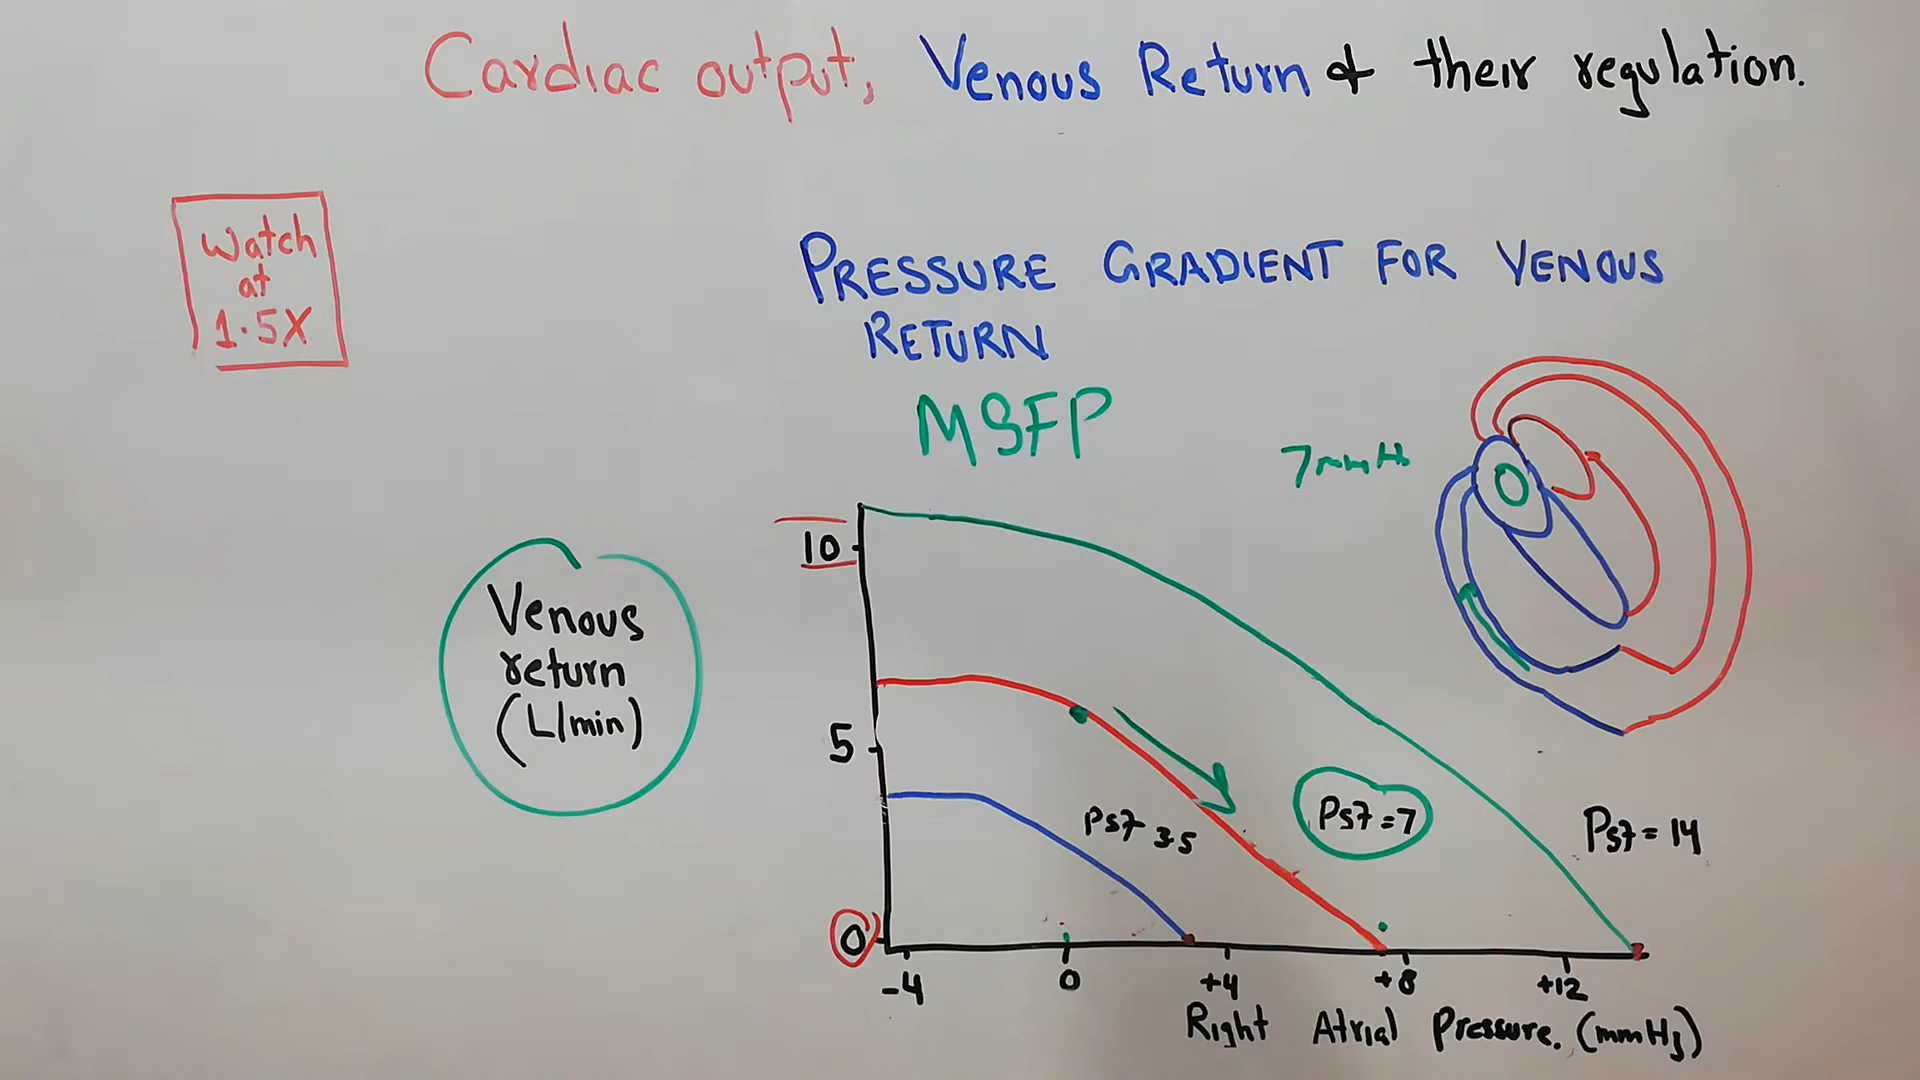 Cardiac output, Venous Return & their regulation.
Watch
at
1.5X
PRESSURE GRADIENT FOR VENOUS
RETURN
MSFP
7mmHg
10
Venous
return
(L/min)
5
Psf 3.5
Psf = 7
Psf = 14
0
-4 0 +4 +8 +12
Right Atrial Pressure. (mmHg)